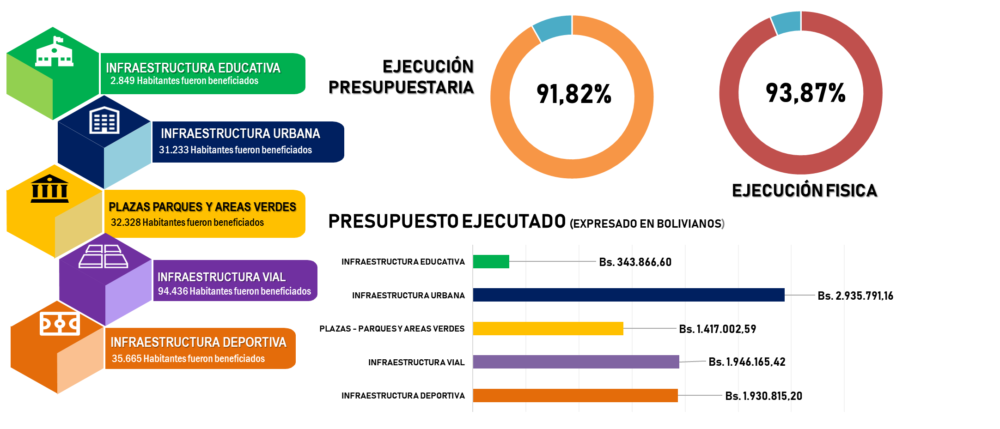 INFRAESTRUCTURA EDUCATIVA
2.849 Habitantes fueron beneficiados
INFRAESTRUCTURA URBANA
31.233 Habitantes fueron beneficiados
PLAZAS PARQUES Y AREAS VERDES
32.328 Habitantes fueron beneficiados
INFRAESTRUCTURA VIAL
94.436 Habitantes fueron beneficiados
INFRAESTRUCTURA DEPORTIVA
35.665 Habitantes fueron beneficiados
EJECUCIÓN
PRESUPUESTARIA
91,82%
93,87%
EJECUCIÓN FISICA
PRESUPUESTO EJECUTADO (EXPRESADO EN BOLIVIANOS)
INFRAESTRUCTURA EDUCATIVA Bs. 343.866,60
INFRAESTRUCTURA URBANA Bs. 2.935.791,16
PLAZAS - PARQUES Y AREAS VERDES Bs. 1.417.002,59
INFRAESTRUCTURA VIAL Bs. 1.946.165,42
INFRAESTRUCTURA DEPORTIVA Bs. 1.930.815,20